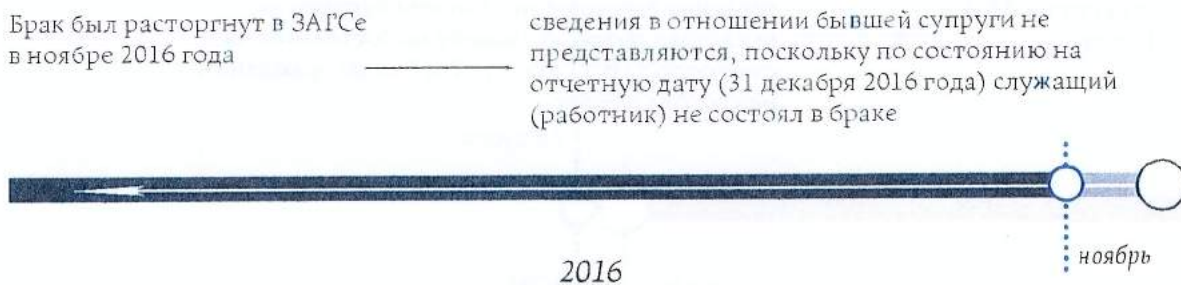 Брак был расторгнут в ЗАГСе
в ноябре 2016 года
сведения в отношении бывшей супруги не
представляются, поскольку по состоянию на
отчетную дату (31 декабря 2016 года) служащий
(работник) не состоял в браке
ноябрь
2016